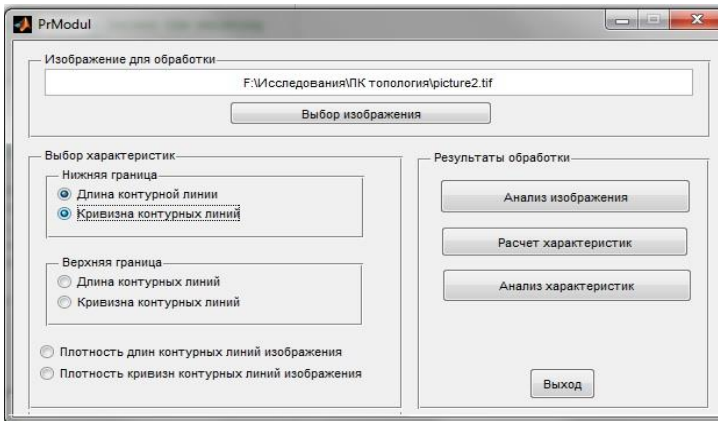 PrModul
Изображение для обработки
F:\Исследования\ПК топология\picture2.tif
Выбор изображения
Выбор характеристик
Нижняя граница
Длина контурной линии
Кривизна контурных линий
Верхняя граница
Длина контурных линий
Кривизна контурных линий
Плотность длин контурных линий изображения
Плотность кривизн контурных линий изображения
Результаты обработки
Анализ изображения
Расчет характеристик
Анализ характеристик
Выход